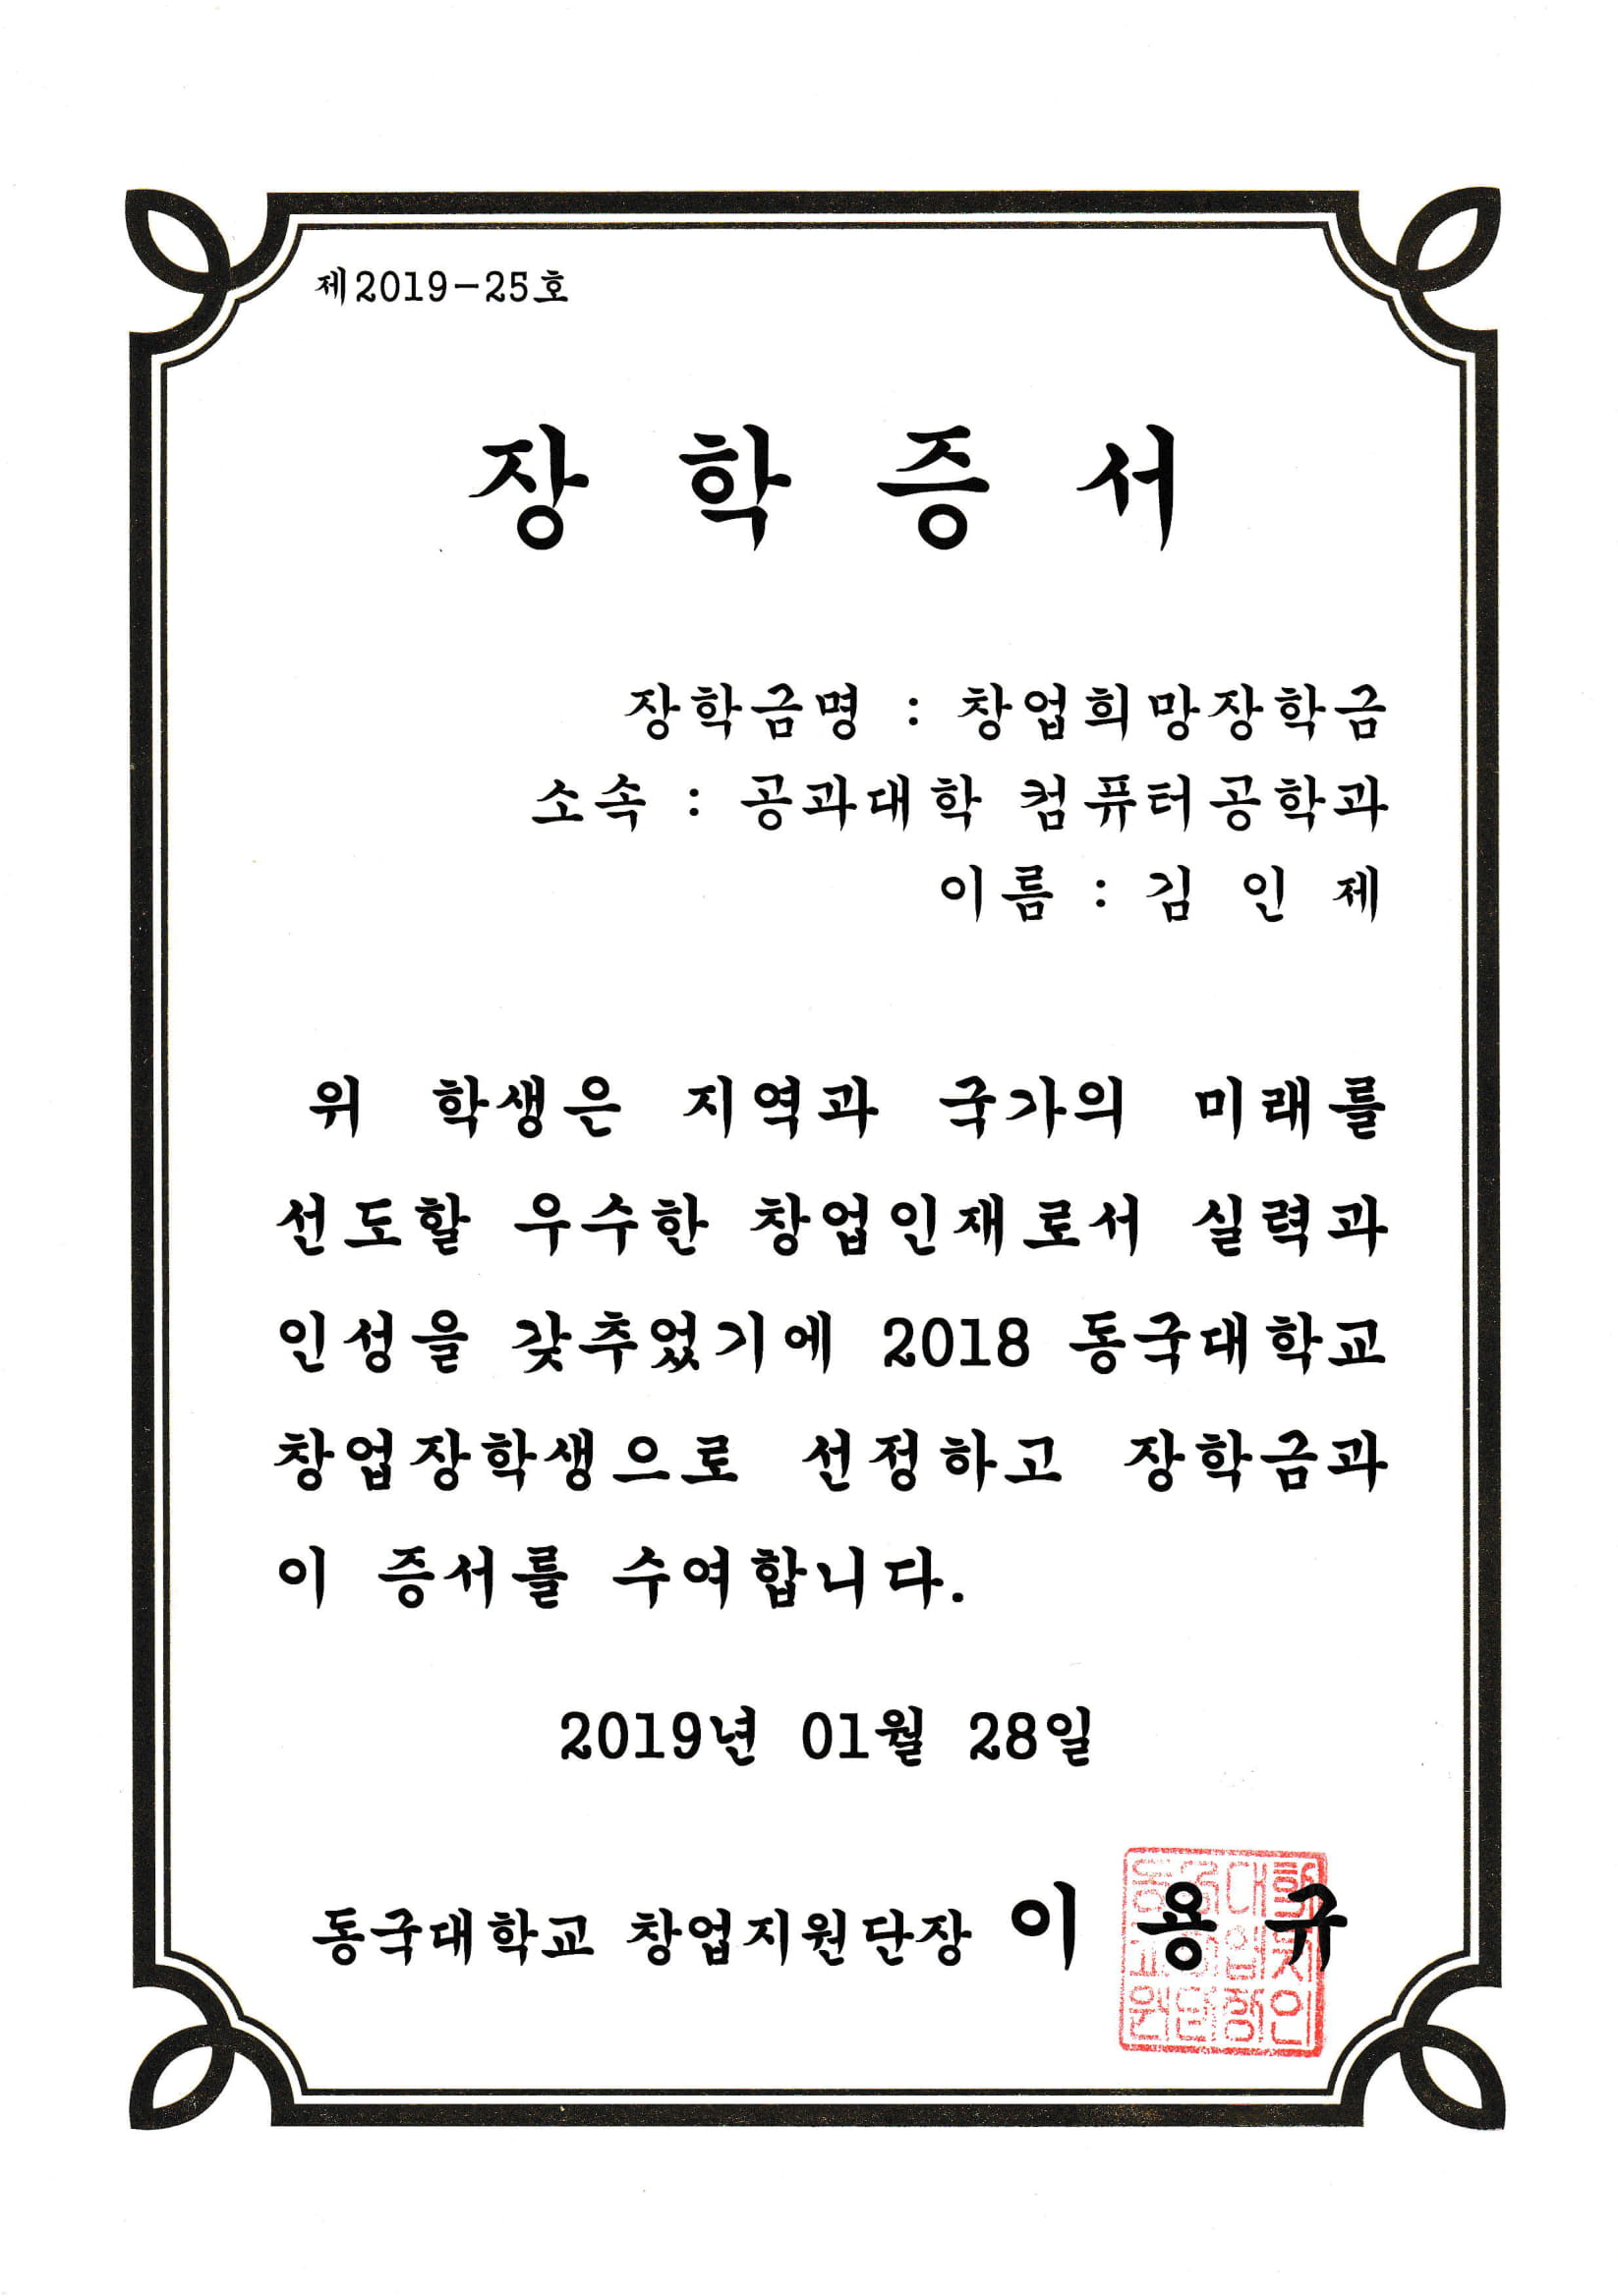 제2019-25호
장 학 증 서
장학금명 : 창업희망장학금
소속 : 공과대학 컴퓨터공학과
이름 : 김 인 제
위 학생은 지역과 국가의 미래를
선도할 우수한 창업인재로서 실력과
인성을 갖추었기에 2018 동국대학교
창업장학생으로 선정하고 장학금과
이 증서를 수여합니다.
2019년 01월 28일
동국대학교 창업지원단장 이 용 규
동국대학
교창업지
원단장인